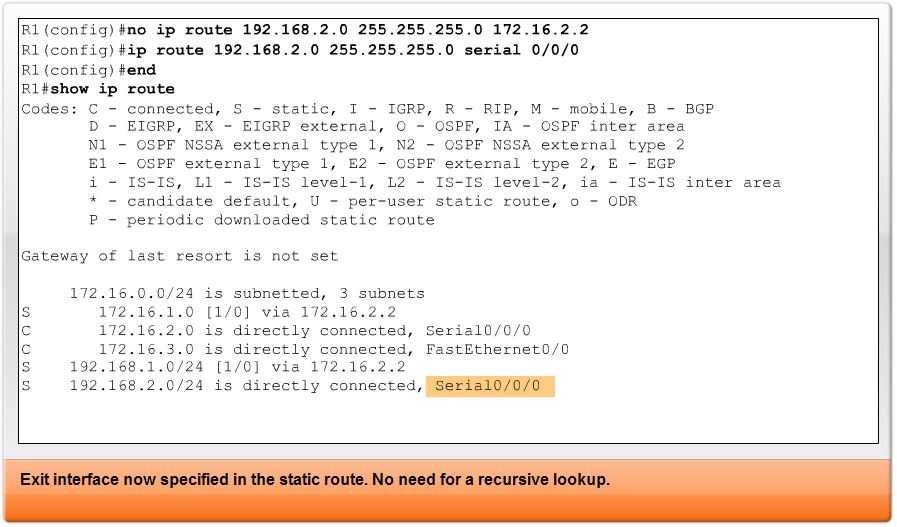 R1(config)#no ip route 192.168.2.0 255.255.255.0 172.16.2.2
R1(config)#ip route 192.168.2.0 255.255.255.0 serial 0/0/0
R1(config)#end
R1#show ip route
Codes: C - connected, S - static, I - IGRP, R - RIP, M - mobile, B - BGP
D - EIGRP, EX - EIGRP external, O - OSPF, IA - OSPF inter area
N1 - OSPF NSSA external type 1, N2 - OSPF NSSA external type 2
E1 - OSPF external type 1, E2 - OSPF external type 2, E - EGP
i - IS-IS, L1 - IS-IS level-1, L2 - IS-IS level-2, ia - IS-IS inter area
* - candidate default, U - per-user static route, o - ODR
P - periodic downloaded static route
Gateway of last resort is not set
172.16.0.0/24 is subnetted, 3 subnets
S 172.16.1.0 [1/0] via 172.16.2.2
C 172.16.2.0 is directly connected, Serial0/0/0
C 172.16.3.0 is directly connected, FastEthernet0/0
S 192.168.1.0/24 [1/0] via 172.16.2.2
S 192.168.2.0/24 is directly connected, Serial0/0/0
Exit interface now specified in the static route. No need for a recursive lookup.